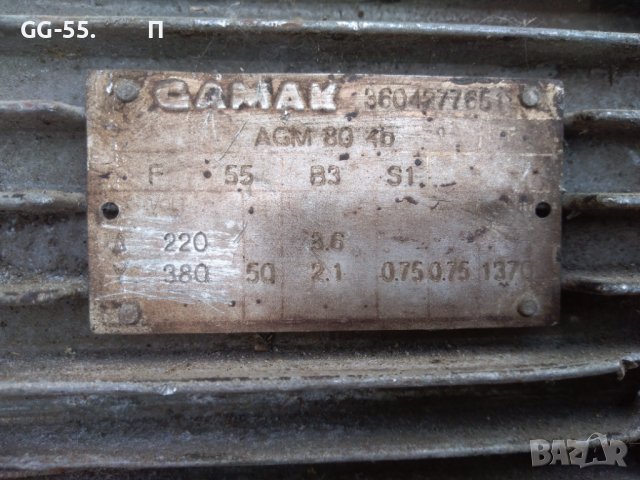 GG-55. П
GAMAK 360427765
AGM 80 4b
F 55 B3 S1
Δ 220 3.6
Y 380 50 2.1 0.75 0.75 1370
BAZAR